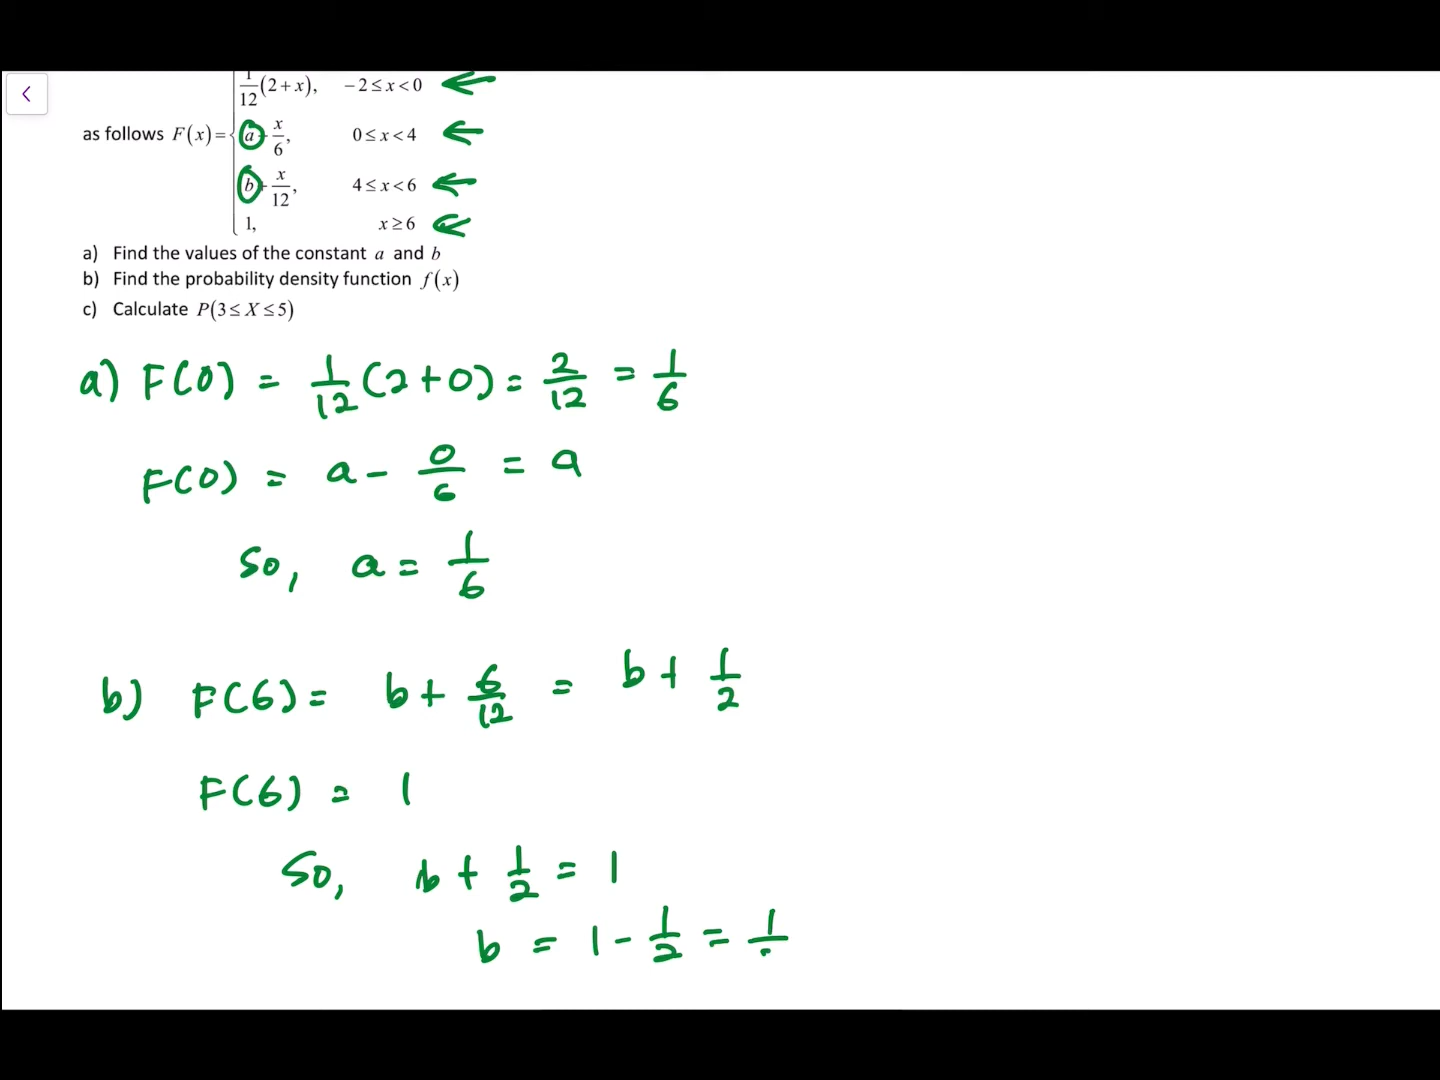 1/12 (2 + x), −2 ≤ x < 0
as follows F(x) = a x/6, 0 ≤ x < 4
b x/12, 4 ≤ x < 6
1, x ≥ 6
a) Find the values of the constant a and b
b) Find the probability density function f(x)
c) Calculate P(3 ≤ X ≤ 5)
a) F(0) = 1/12 (2+0) = 2/12 = 1/6
F(0) = a − 0/6 = a
So, a = 1/6
b) F(6) = b + 6/12 = b + 1/2
F(6) = 1
So, b + 1/2 = 1
b = 1 − 1/2 = 1/